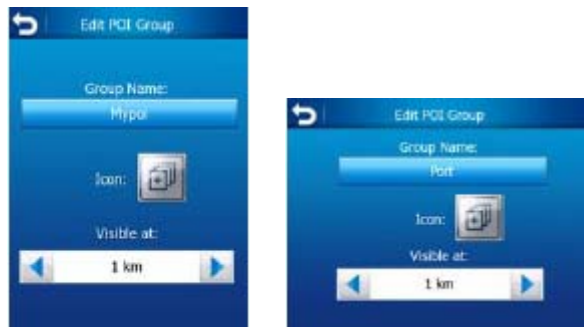 Edit POI Group
Group Name:
Mypoi
Icon:
Visible at:
1 km
Edit POI Group
Group Name:
Port
Icon:
Visible at:
1 km